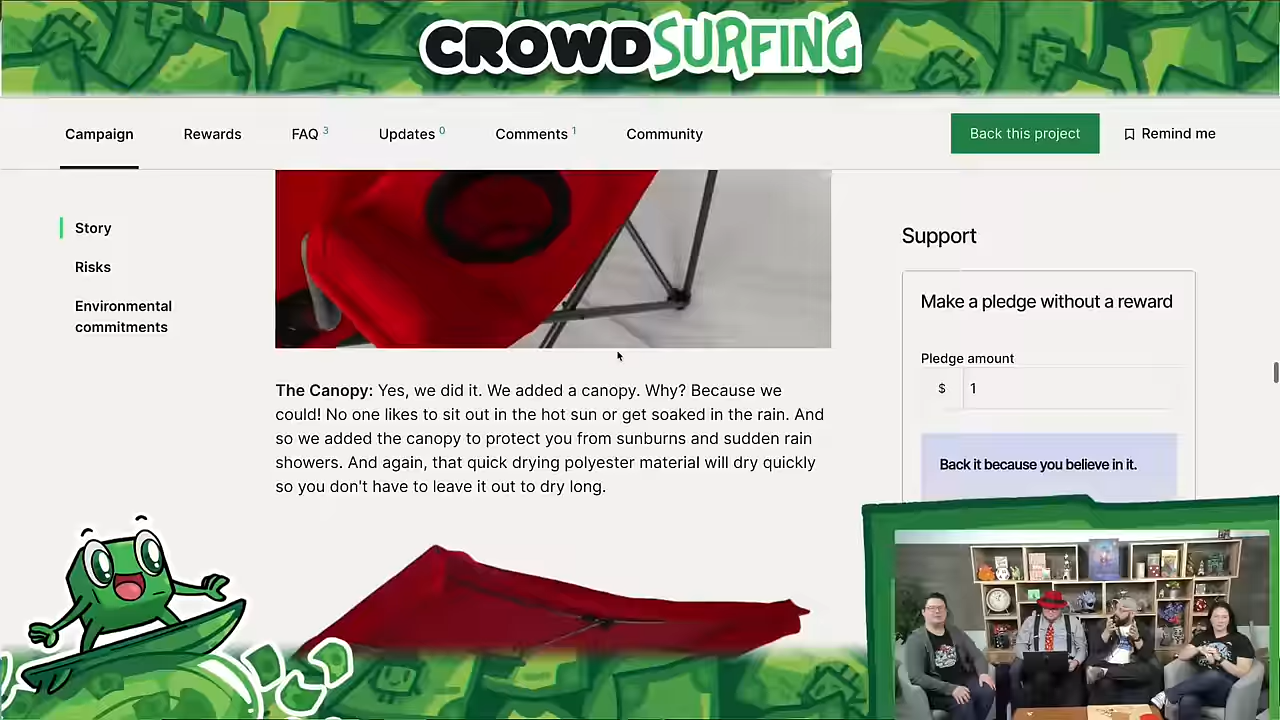 CROWDSURFING
Campaign
Rewards
FAQ 3
Updates 0
Comments 1
Community
Back this project
Remind me
Story
Risks
Environmental
commitments
The Canopy: Yes, we did it. We added a canopy. Why? Because we
could! No one likes to sit out in the hot sun or get soaked in the rain. And
so we added the canopy to protect you from sunburns and sudden rain
showers. And again, that quick drying polyester material will dry quickly
so you don't have to leave it out to dry long.
Support
Make a pledge without a reward
Pledge amount
$ 1
Back it because you believe in it.